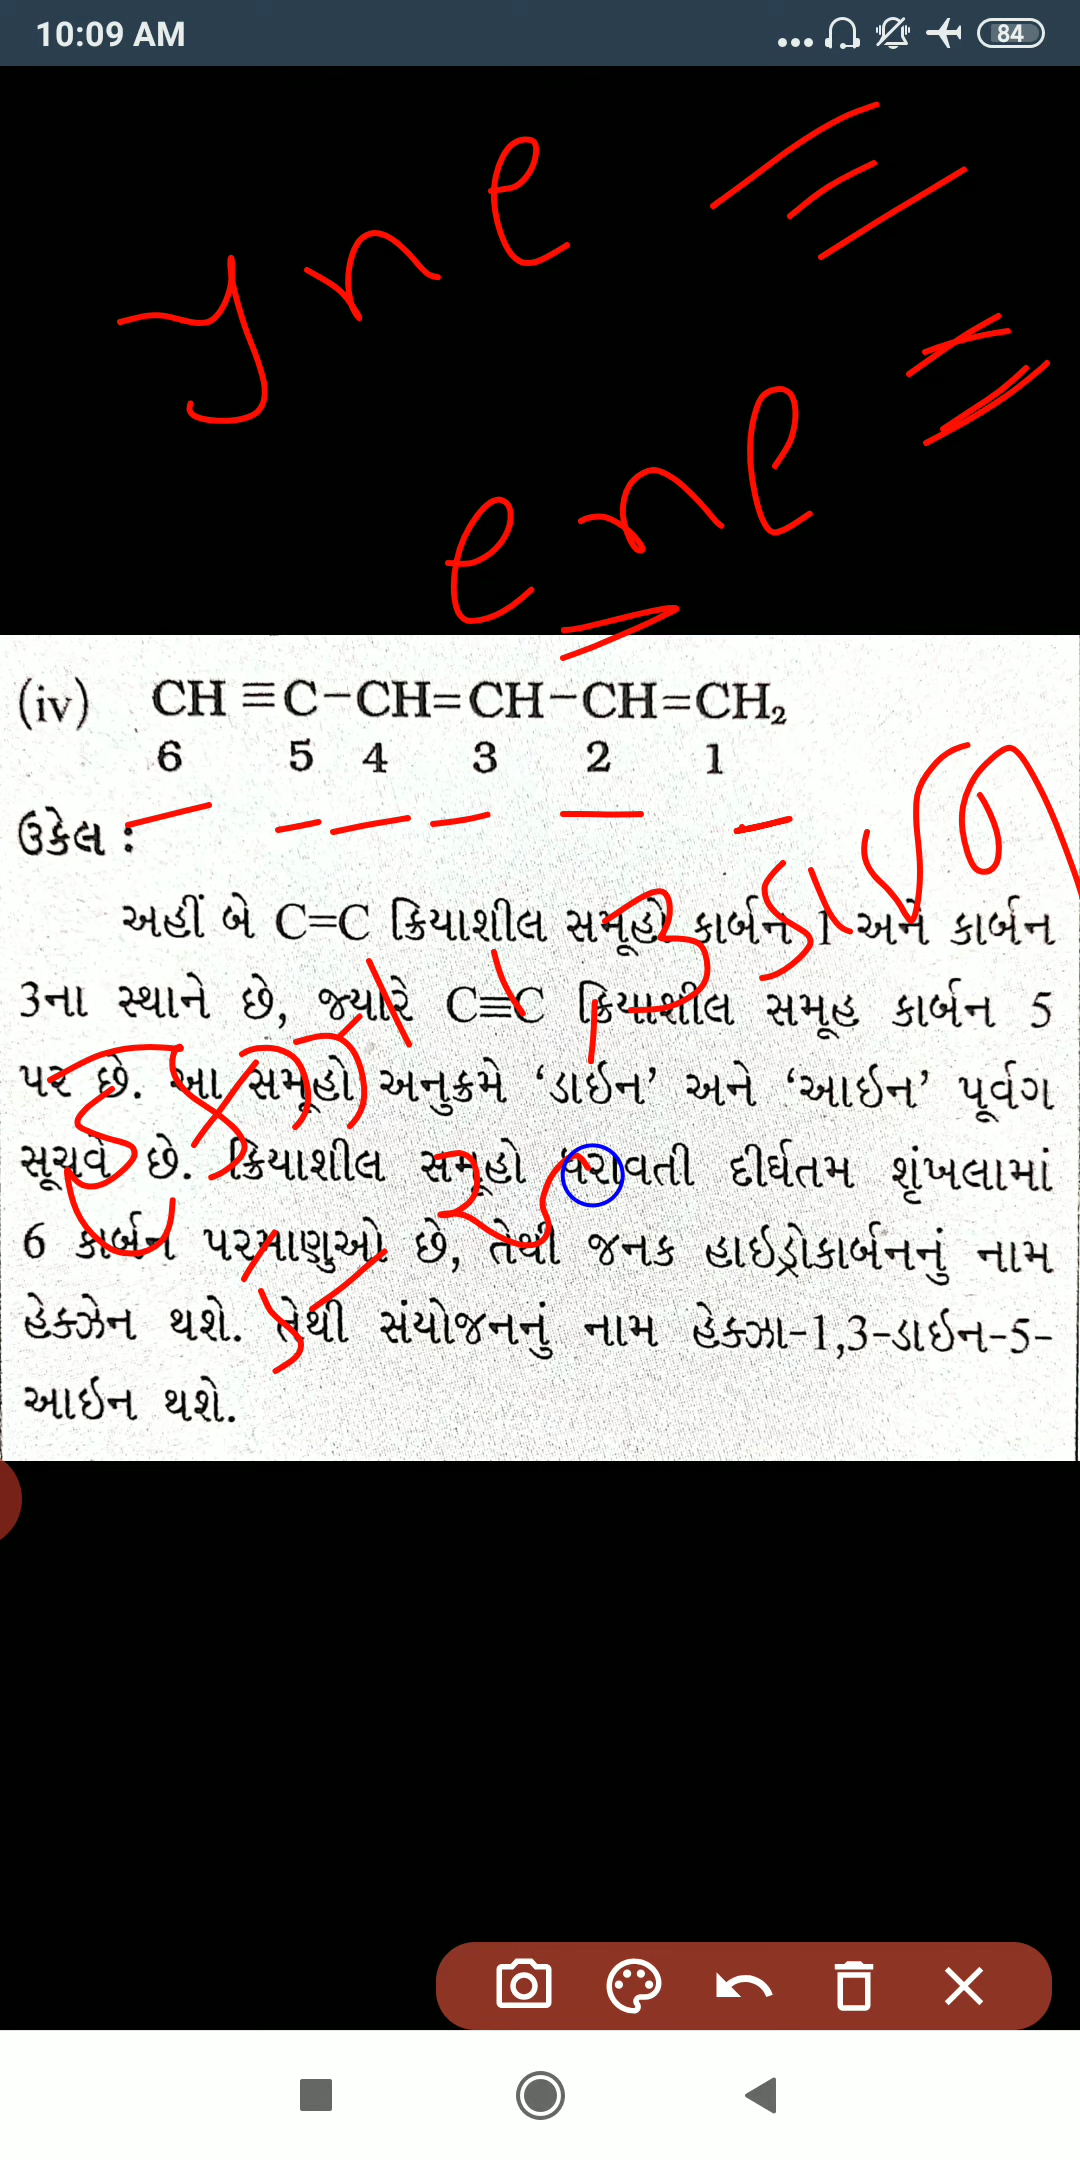 10:09 AM
84
yne
ene
(iv) CH≡C-CH=CH-CH=CH₂
6 5 4 3 2 1
ઉકેલ :
અહીં બે C=C ક્રિયાશીલ સમૂહો કાર્બન 1 અને કાર્બન
3ના સ્થાને છે, જ્યારે C≡C ક્રિયાશીલ સમૂહ કાર્બન 5
પર છે. આ સમૂહો અનુક્રમે ‘ડાઇન’ અને ‘આઇન’ પૂર્વગ
સૂચવે છે. ક્રિયાશીલ સમૂહો ધરાવતી દીર્ઘતમ શૃંખલામાં
6 કાર્બન પરમાણુઓ છે, તેથી જનક હાઇડ્રોકાર્બનનું નામ
હેક્ઝેન થશે. તેથી સંયોજનનું નામ હેક્ઝા-1,3-ડાઇન-5-
આઇન થશે.